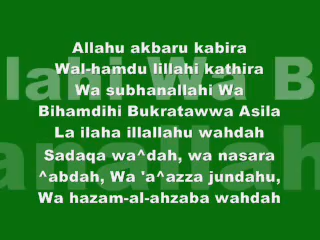 Allahu akbaru kabira
Wal-hamdu lillahi kathira
Wa subhanallahi Wa
Bihamdihi Bukratawwa Asila
La ilaha illallahu wahdah
Sadaqa wa^dah, wa nasara
^abdah, Wa 'a^azza jundahu,
Wa hazam-al-ahzaba wahdah